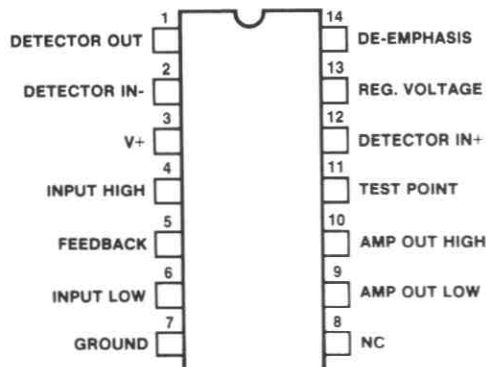 1
DETECTOR OUT
2
DETECTOR IN-
3
V+
4
INPUT HIGH
5
FEEDBACK
6
INPUT LOW
7
GROUND
14
DE-EMPHASIS
13
REG. VOLTAGE
12
DETECTOR IN+
11
TEST POINT
10
AMP OUT HIGH
9
AMP OUT LOW
8
NC